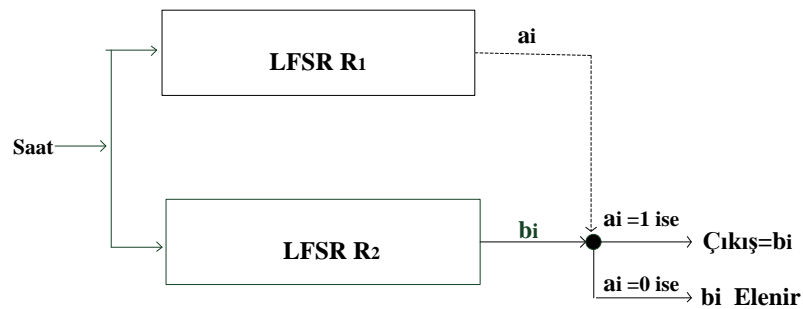 LFSR R1
ai
Saat
LFSR R2
bi
ai =1 ise
Çıkış=bi
ai =0 ise
bi Elenir